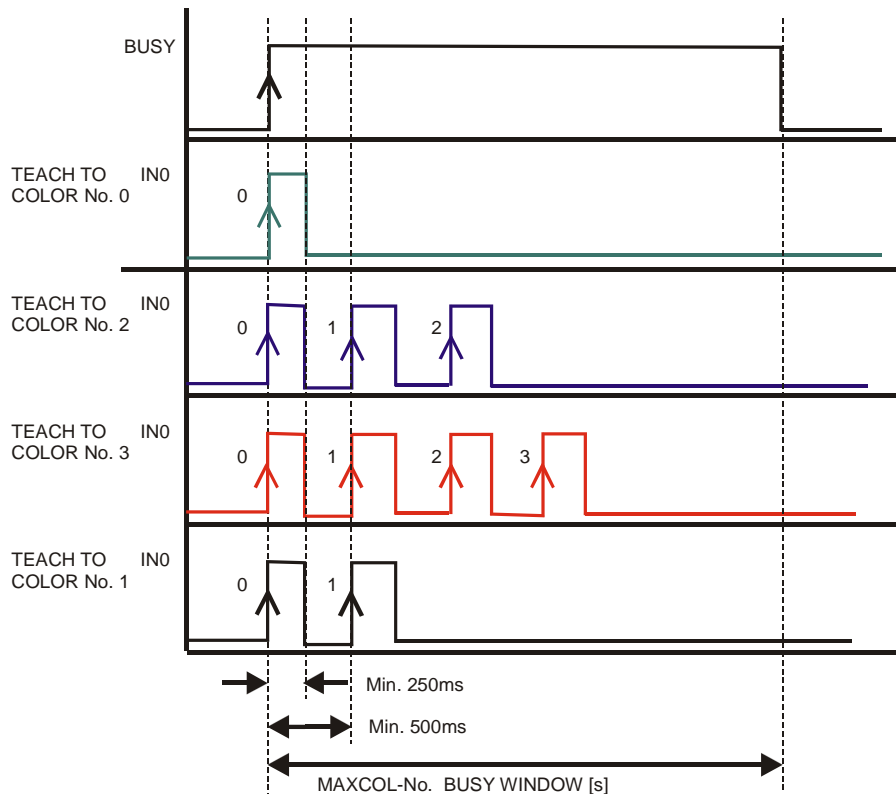 BUSY
TEACH TO IN0
COLOR No. 0
0
TEACH TO IN0
COLOR No. 2
0 1 2
TEACH TO IN0
COLOR No. 3
0 1 2 3
TEACH TO IN0
COLOR No. 1
0 1
Min. 250ms
Min. 500ms
MAXCOL-No. BUSY WINDOW [s]